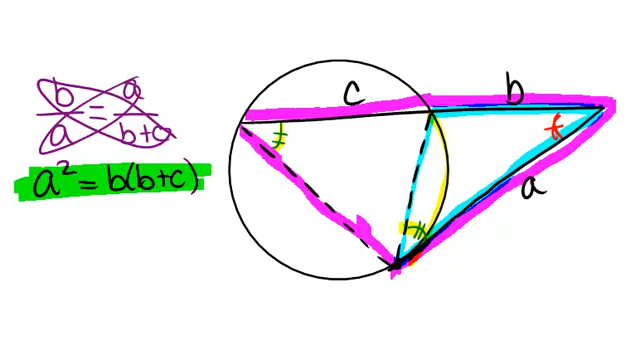 b/a = a/b+c
a² = b(b+c)
c
b
a